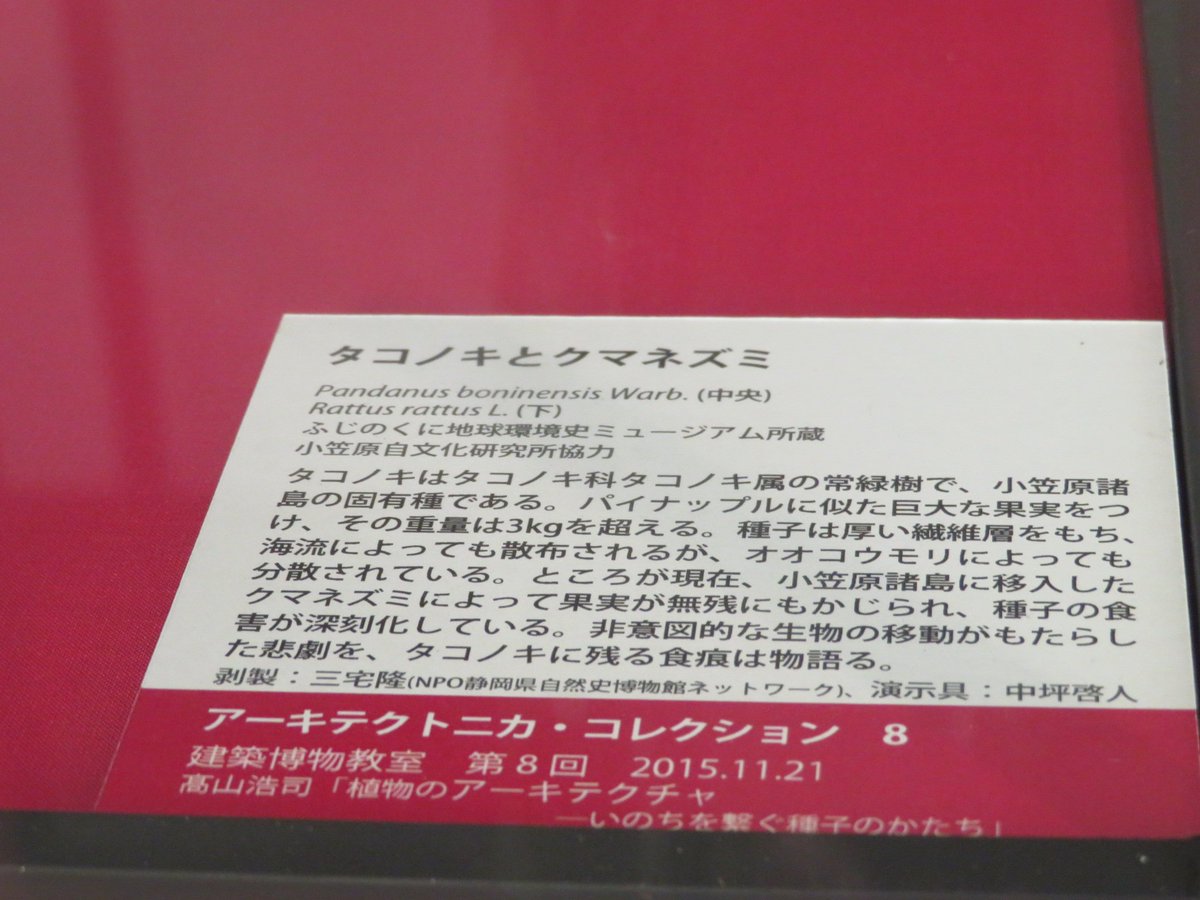 タコノキとクマネズミ
Pandanus boninensis Warb. (中央)
Rattus rattus L. (下)
ふじのくに地球環境史ミュージアム所蔵
小笠原自文化研究所協力
タコノキはタコノキ科タコノキ属の常緑樹で、小笠原諸
島の固有種である。パイナップルに似た巨大な果実をつ
け、その重量は3kgを超える。種子は厚い繊維層をもち、
海流によっても散布されるが、オオコウモリによっても
分散されている。ところが現在、小笠原諸島に移入した
クマネズミによって果実が無残にもかじられ、種子の食
害が深刻化している。非意図的な生物の移動がもたらし
た悲劇を、タコノキに残る食痕は物語る。
剥製：三宅隆(NPO静岡県自然史博物館ネットワーク)、演示具：中坪啓人
アーキテクトニカ・コレクション 8
建築博物教室 第8回 2015.11.21
髙山浩司「植物のアーキテクチャ
―いのちを繋ぐ種子のかたち」